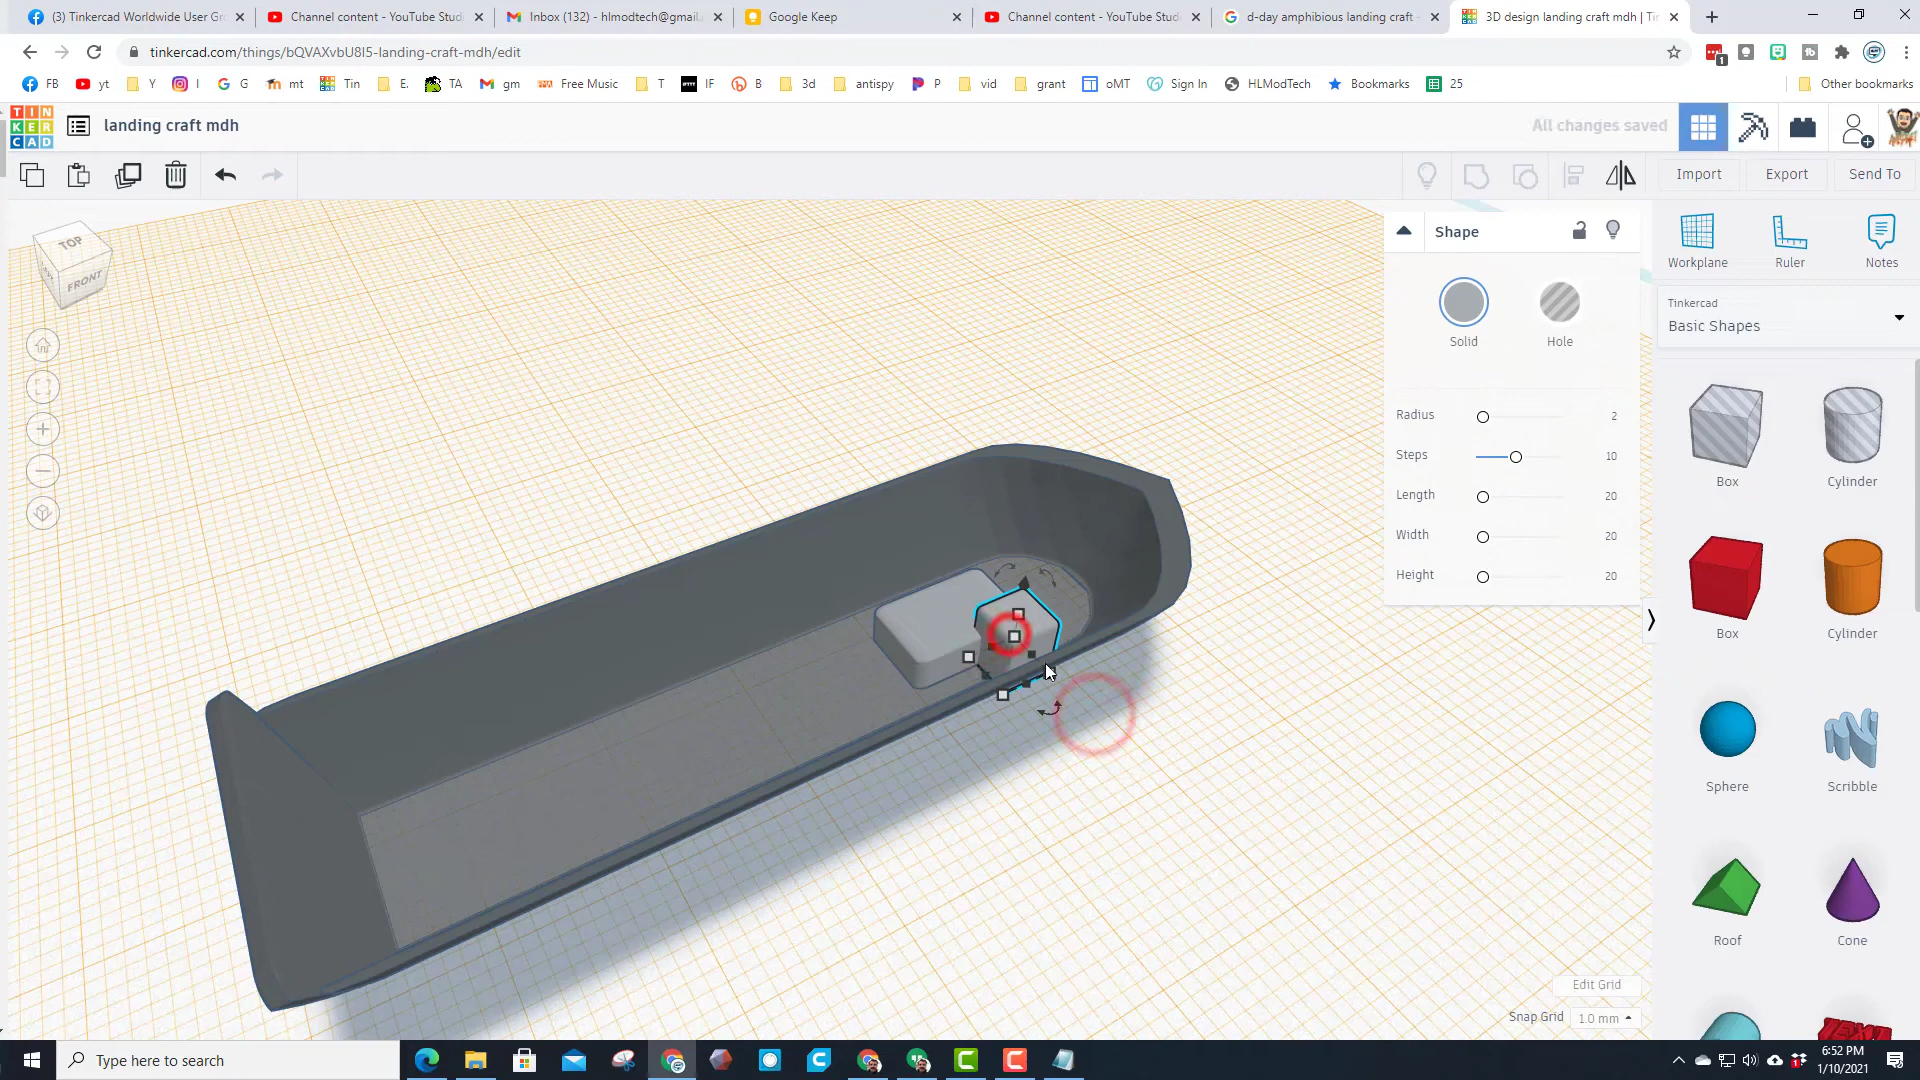 (3) Tinkercad Worldwide User Gr
Channel content - YouTube Studi
Inbox (132) - hlmodtech@gmail.
Google Keep
Channel content - YouTube Studi
d-day amphibious landing craft -
3D design landing craft mdh | Tin
tinkercad.com/things/bQVAXvbU8I5-landing-craft-mdh/edit
FB
yt
Y
I
G
mt
Tin
E.
TA
gm
Free Music
T
IF
B
3d
antispy
P
vid
grant
oMT
Sign In
HLModTech
Bookmarks
25
Other bookmarks
TIN
KER
CAD
landing craft mdh
All changes saved
Import
Export
Send To
TOP
FRONT
Shape
Solid
Hole
Radius 2
Steps 10
Length 20
Width 20
Height 20
Workplane
Ruler
Notes
Tinkercad
Basic Shapes
Box
Cylinder
Box
Cylinder
Sphere
Scribble
Roof
Cone
TEXT
Edit Grid
Snap Grid 1.0 mm
Type here to search
6:52 PM
1/10/2021